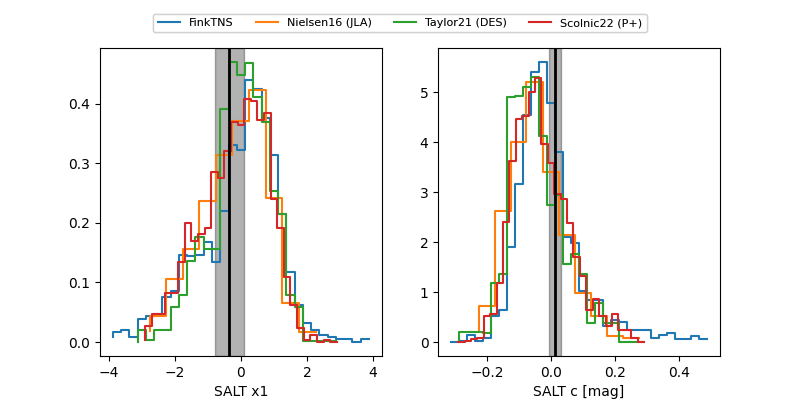 FinkTNS Nielsen16 (JLA) Taylor21 (DES) Scolnic22 (P+)
0.4
0.3
0.2
0.1
0.0
−4 −2 0 2 4
SALT x1
5
4
3
2
1
0
−0.2 0.0 0.2 0.4
SALT c [mag]